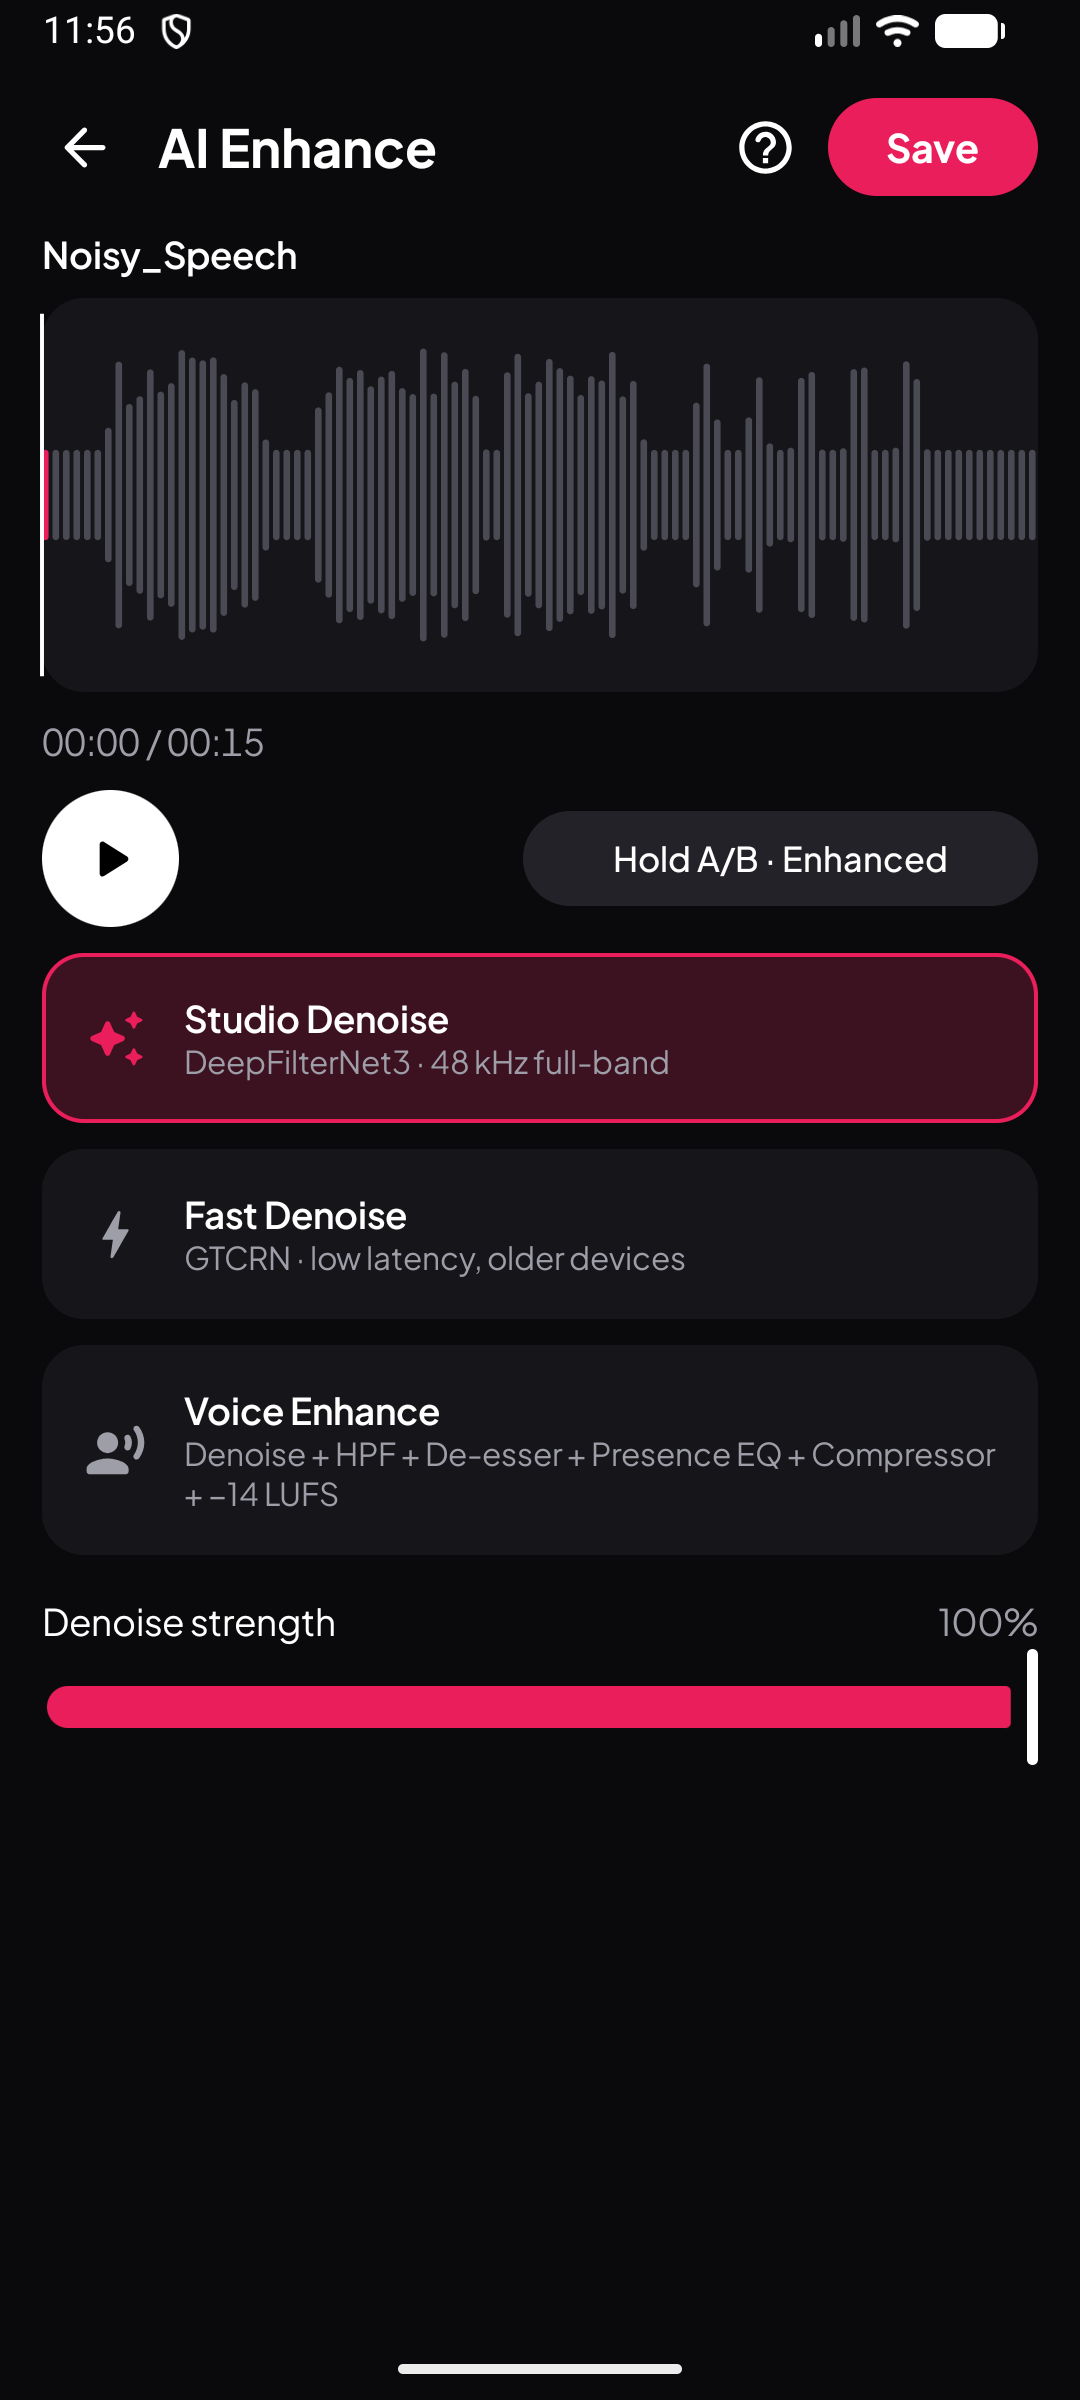 11:56
AI Enhance
Save
Noisy_Speech
00:00 / 00:15
Hold A/B · Enhanced
Studio Denoise
DeepFilterNet3 · 48 kHz full-band
Fast Denoise
GTCRN · low latency, older devices
Voice Enhance
Denoise + HPF + De-esser + Presence EQ + Compressor
+ −14 LUFS
Denoise strength
100%